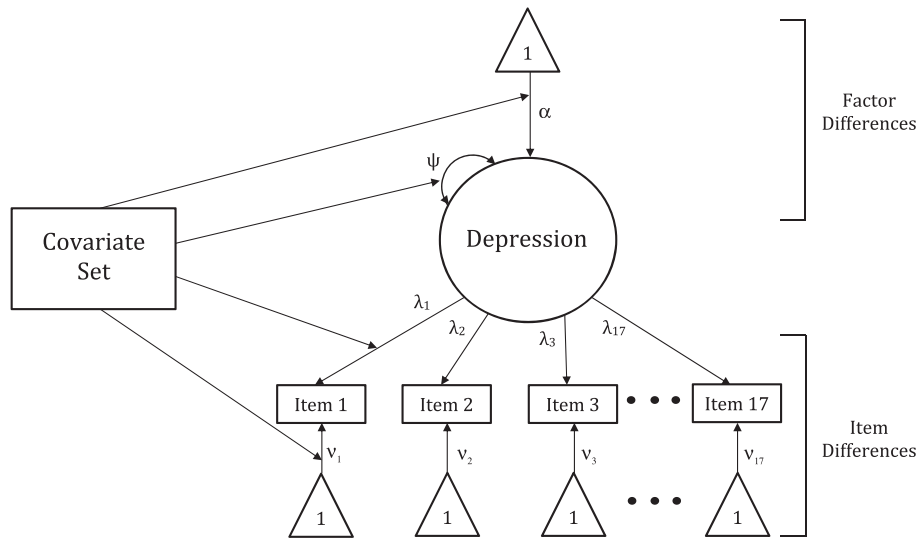 1
α
Factor
Differences
ψ
Covariate
Set
Depression
λ1
λ2
λ3
λ17
Item 1
Item 2
Item 3
• • •
Item 17
Item
Differences
ν1
ν2
ν3
ν17
1
1
1
• • •
1